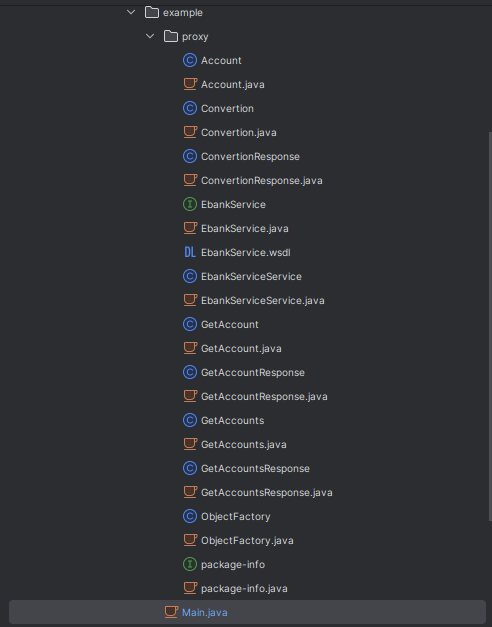 example
proxy
Account
Account.java
Convertion
Convertion.java
ConvertionResponse
ConvertionResponse.java
EbankService
EbankService.java
EbankService.wsdl
EbankServiceService
EbankServiceService.java
GetAccount
GetAccount.java
GetAccountResponse
GetAccountResponse.java
GetAccounts
GetAccounts.java
GetAccountsResponse
GetAccountsResponse.java
ObjectFactory
ObjectFactory.java
package-info
package-info.java
Main.java